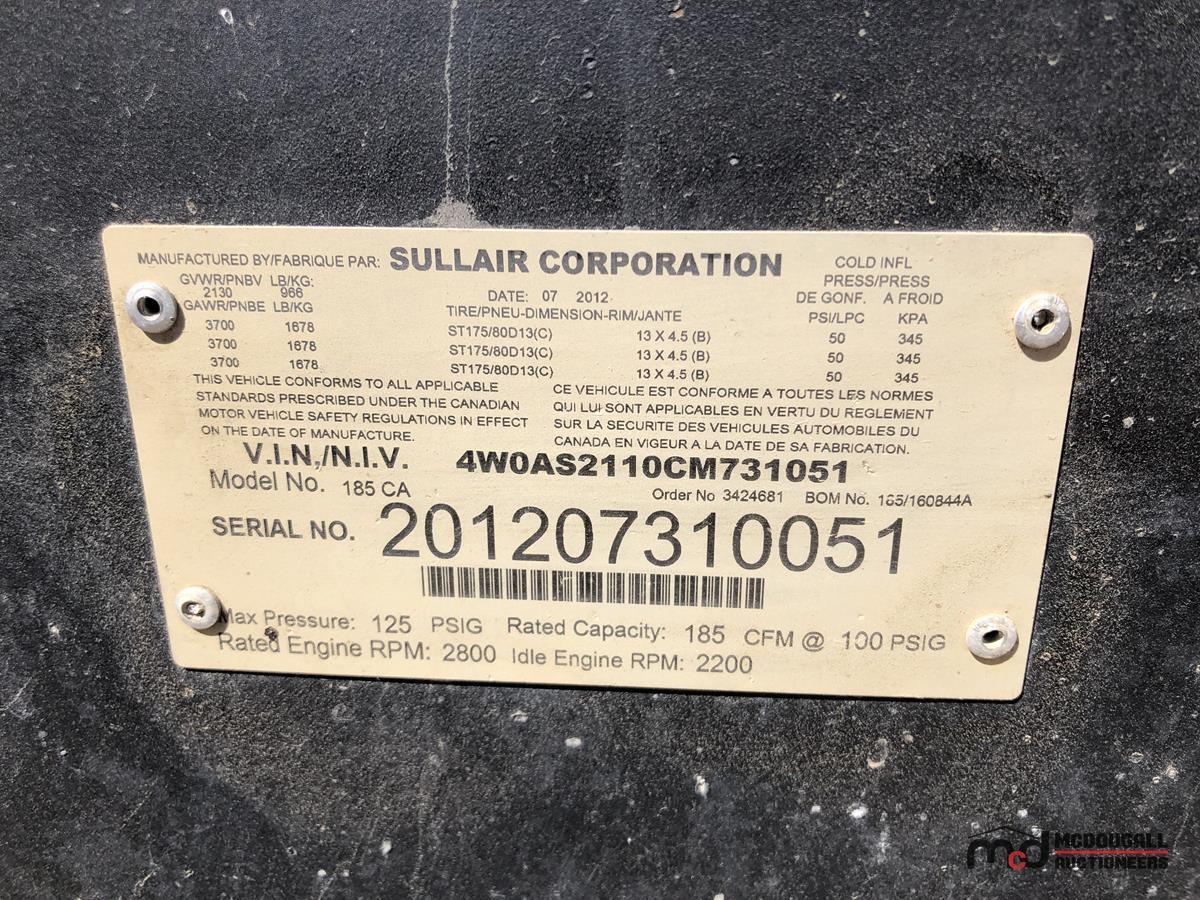 MANUFACTURED BY/FABRIQUE PAR: SULLAIR CORPORATION
GVWR/PNBV LB/KG:
2130 966
GAWR/PNBE LB/KG
3700 1678
3700 1678
3700 1678
DATE: 07 2012
TIRE/PNEU-DIMENSION-RIM/JANTE
ST175/80D13(C) 13 X 4.5 (B)
ST175/80D13(C) 13 X 4.5 (B)
ST175/80D13(C) 13 X 4.5 (B)
COLD INFL
PRESS/PRESS
DE GONF. A FROID
PSI/LPC KPA
50 345
50 345
50 345
THIS VEHICLE CONFORMS TO ALL APPLICABLE
STANDARDS PRESCRIBED UNDER THE CANADIAN
MOTOR VEHICLE SAFETY REGULATIONS IN EFFECT
ON THE DATE OF MANUFACTURE.
CE VEHICULE EST CONFORME A TOUTES LES NORMES
QUI LUI SONT APPLICABLES EN VERTU DU REGLEMENT
SUR LA SECURITE DES VEHICULES AUTOMOBILES DU
CANADA EN VIGEUR A LA DATE DE SA FABRICATION.
V.I.N./N.I.V. 4W0AS2110CM731051
Model No. 185 CA Order No 3424681 BOM No. 185/160844A
SERIAL NO. 201207310051
Max Pressure: 125 PSIG Rated Capacity: 185 CFM @ 100 PSIG
Rated Engine RPM: 2800 Idle Engine RPM: 2200
mcd MCDOUGALL
AUCTIONEERS